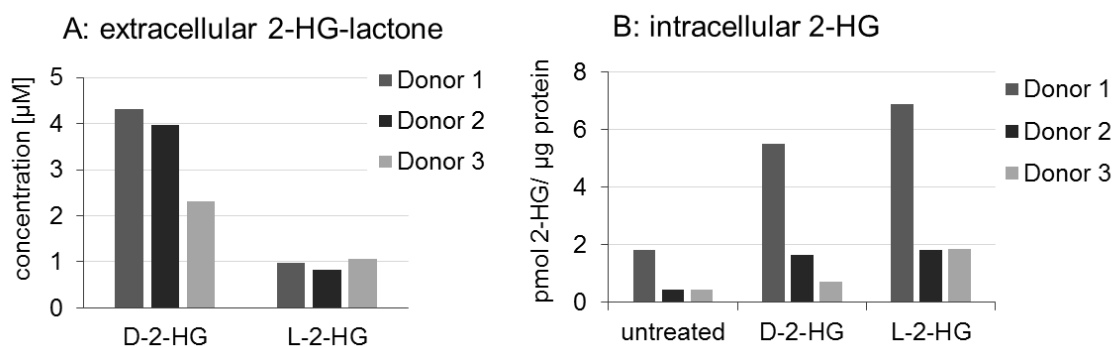 A: extracellular 2-HG-lactone
concentration [µM]
5
4
3
2
1
0
D-2-HG
L-2-HG
Donor 1
Donor 2
Donor 3
B: intracellular 2-HG
pmol 2-HG/ µg protein
8
6
4
2
0
untreated
D-2-HG
L-2-HG
Donor 1
Donor 2
Donor 3